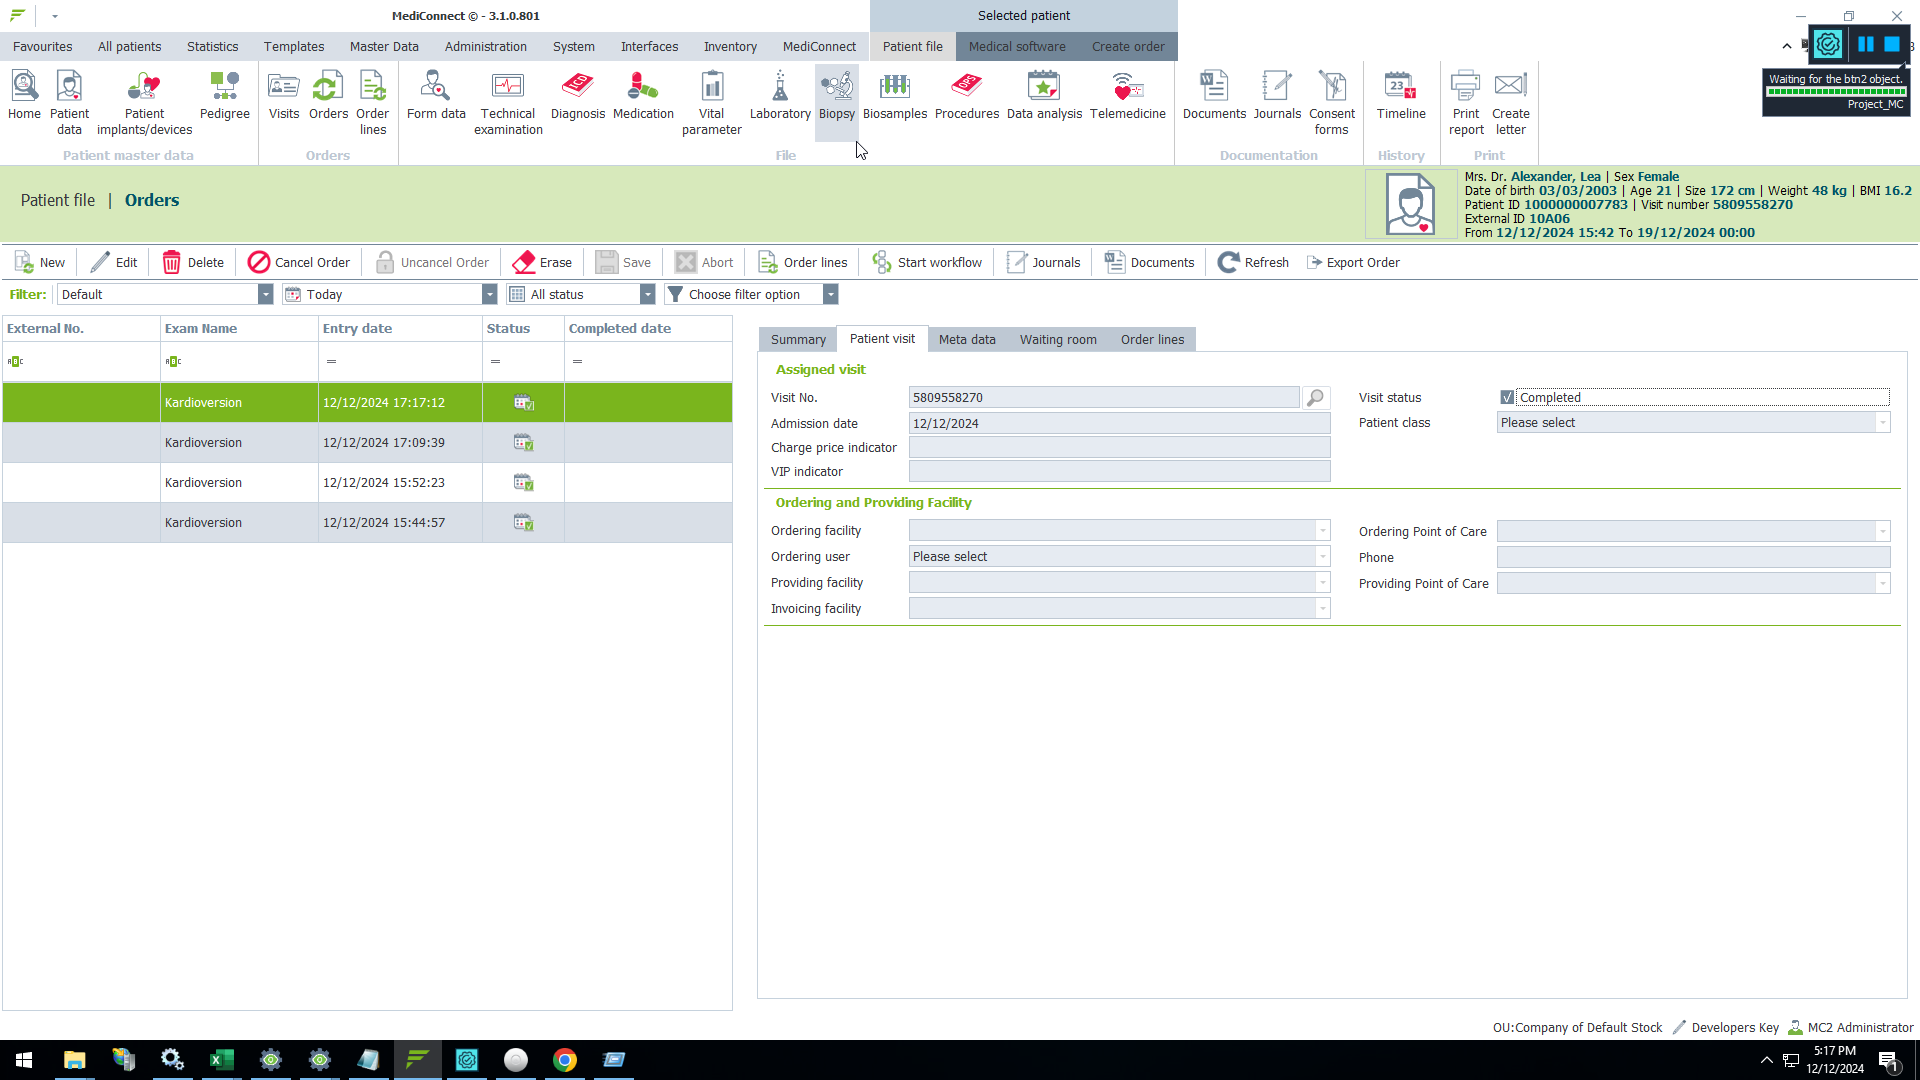 MediConnect © - 3.1.0.801
Selected patient
Favourites All patients Statistics Templates Master Data Administration System Interfaces Inventory MediConnect Patient file Medical software Create order
Waiting for the btn2 object.
Project_MC
Home Patient data Patient implants/devices Pedigree Visits Orders Order lines Form data Technical examination Diagnosis Medication Vital parameter Laboratory Biopsy Biosamples Procedures Data analysis Telemedicine Documents Journals Consent forms Timeline Print report Create letter
Patient master data Orders File Documentation History Print
Patient file | Orders
Mrs. Dr. Alexander, Lea | Sex Female
Date of birth 03/03/2003 | Age 21 | Size 172 cm | Weight 48 kg | BMI 16.2
Patient ID 1000000007783 | Visit number 5809558270
External ID 10A06
From 12/12/2024 15:42 To 19/12/2024 00:00
New Edit Delete Cancel Order Uncancel Order Erase Save Abort Order lines Start workflow Journals Documents Refresh Export Order
Filter: Default Today All status Choose filter option
External No. Exam Name Entry date Status Completed date
ABC ABC = = =
Kardioversion 12/12/2024 17:17:12
Kardioversion 12/12/2024 17:09:39
Kardioversion 12/12/2024 15:52:23
Kardioversion 12/12/2024 15:44:57
Summary Patient visit Meta data Waiting room Order lines
Assigned visit
Visit No. 5809558270 Visit status Completed
Admission date 12/12/2024 Patient class Please select
Charge price indicator
VIP indicator
Ordering and Providing Facility
Ordering facility Ordering Point of Care
Ordering user Please select Phone
Providing facility Providing Point of Care
Invoicing facility
OU:Company of Default Stock Developers Key MC2 Administrator
5:17 PM
12/12/2024
1